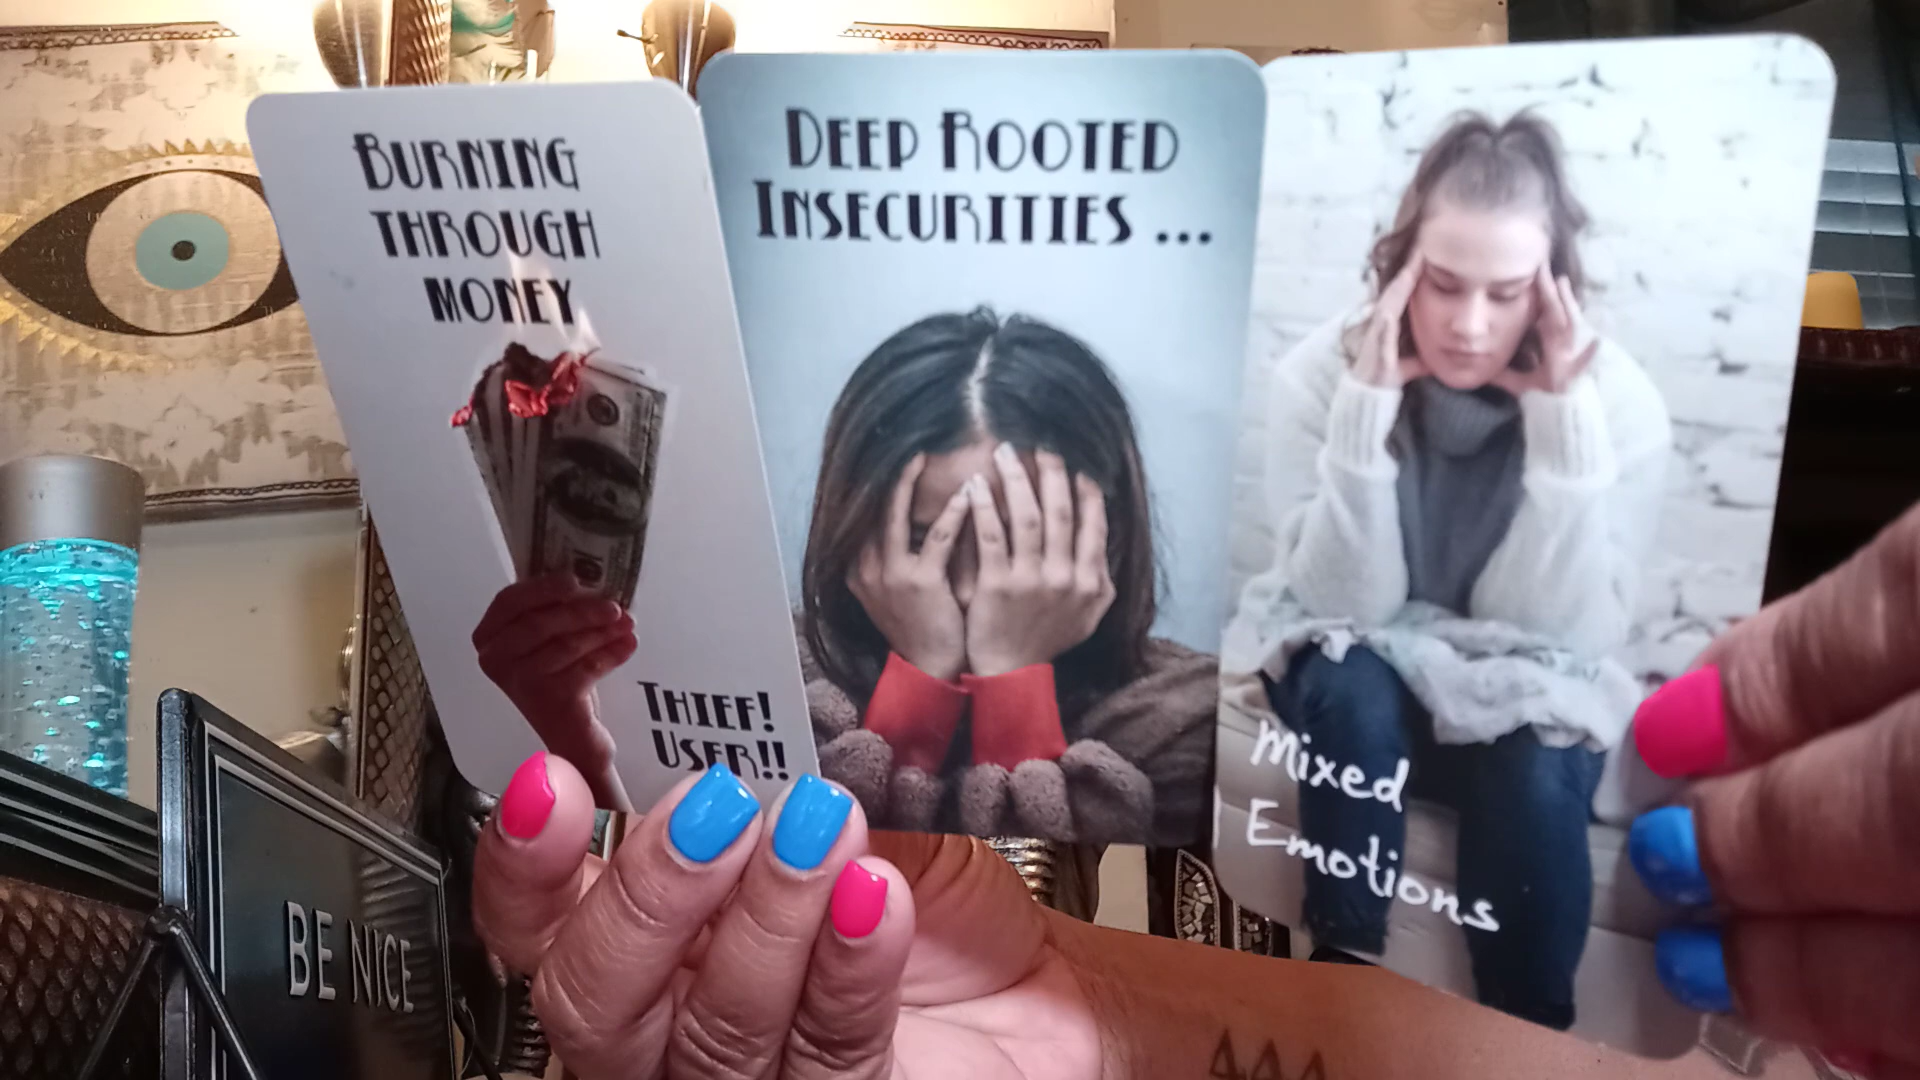 BURNING
THROUGH
MONEY
THIEF!
USER!!
DEEP ROOTED
INSECURITIES ...
Mixed
Emotions
BE NICE